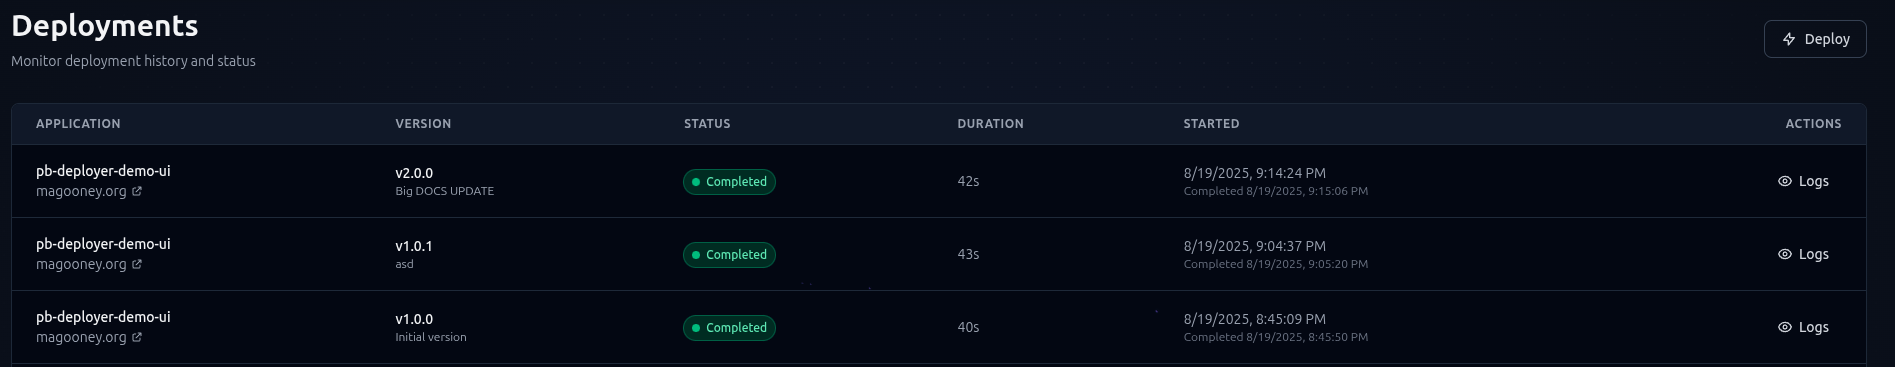 Deployments
Monitor deployment history and status
Deploy
APPLICATION VERSION STATUS DURATION STARTED ACTIONS
pb-deployer-demo-ui
magooney.org
v2.0.0
Big DOCS UPDATE
Completed
42s
8/19/2025, 9:14:24 PM
Completed 8/19/2025, 9:15:06 PM
Logs
pb-deployer-demo-ui
magooney.org
v1.0.1
asd
Completed
43s
8/19/2025, 9:04:37 PM
Completed 8/19/2025, 9:05:20 PM
Logs
pb-deployer-demo-ui
magooney.org
v1.0.0
Initial version
Completed
40s
8/19/2025, 8:45:09 PM
Completed 8/19/2025, 8:45:50 PM
Logs